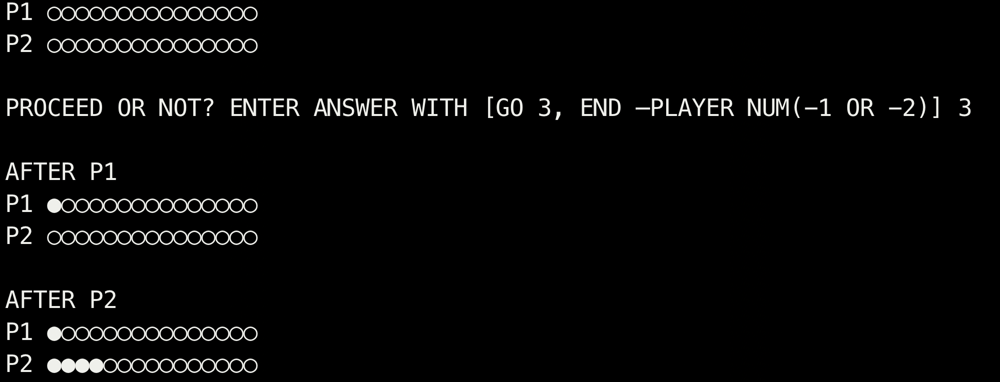 P1 ○○○○○○○○○○○○○○○
P2 ○○○○○○○○○○○○○○○
PROCEED OR NOT? ENTER ANSWER WITH [GO 3, END –PLAYER NUM(−1 OR −2)] 3
AFTER P1
P1 ●○○○○○○○○○○○○○○
P2 ○○○○○○○○○○○○○○○
AFTER P2
P1 ●○○○○○○○○○○○○○○
P2 ●●●●○○○○○○○○○○○